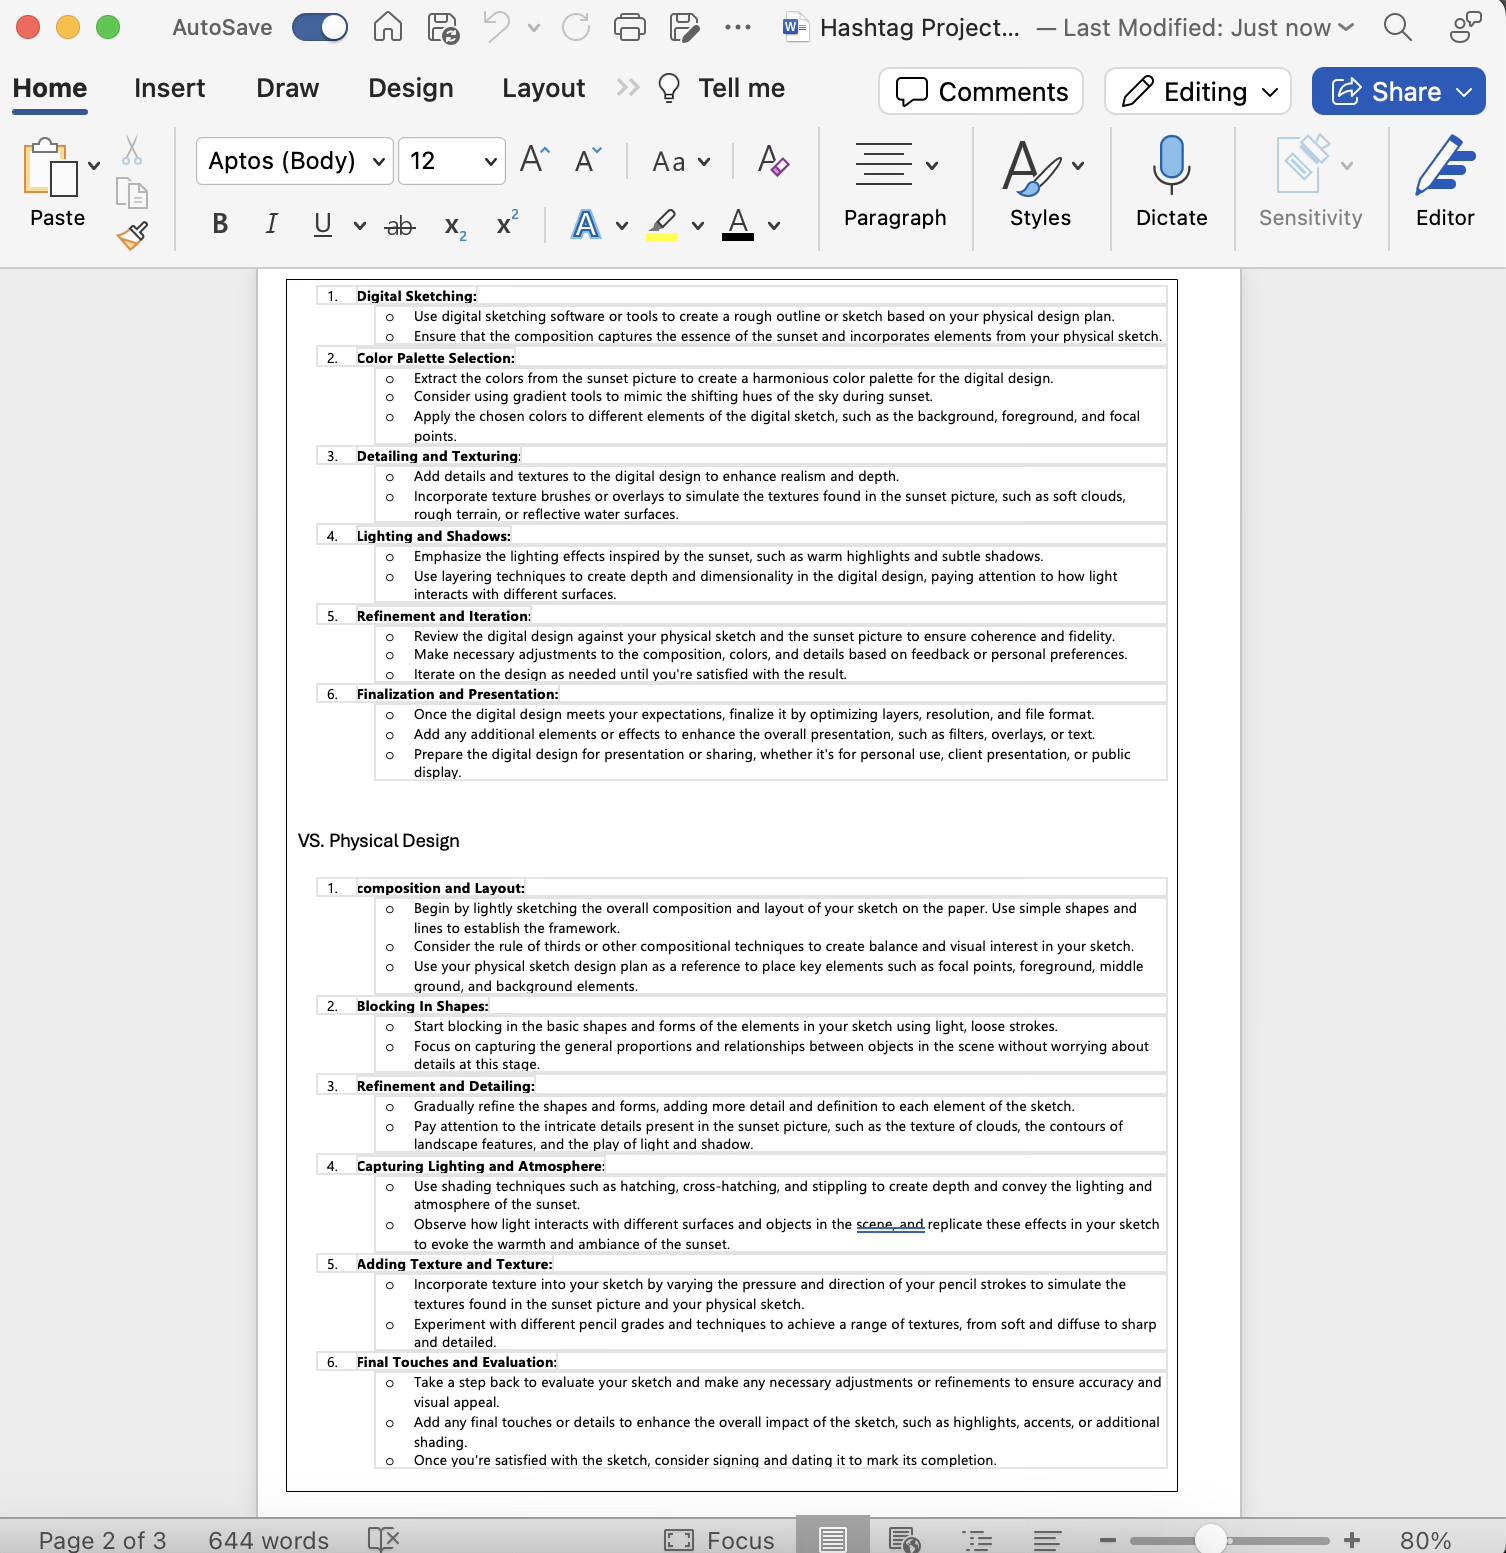 AutoSave
Hashtag Project... — Last Modified: Just now
Home Insert Draw Design Layout Tell me Comments Editing Share
Aptos (Body) 12 Aa
Paste B I U ab x2 x2 A A Paragraph Styles Dictate Sensitivity Editor
1. Digital Sketching:
o Use digital sketching software or tools to create a rough outline or sketch based on your physical design plan.
o Ensure that the composition captures the essence of the sunset and incorporates elements from your physical sketch.
2. Color Palette Selection:
o Extract the colors from the sunset picture to create a harmonious color palette for the digital design.
o Consider using gradient tools to mimic the shifting hues of the sky during sunset.
o Apply the chosen colors to different elements of the digital sketch, such as the background, foreground, and focal
points.
3. Detailing and Texturing:
o Add details and textures to the digital design to enhance realism and depth.
o Incorporate texture brushes or overlays to simulate the textures found in the sunset picture, such as soft clouds,
rough terrain, or reflective water surfaces.
4. Lighting and Shadows:
o Emphasize the lighting effects inspired by the sunset, such as warm highlights and subtle shadows.
o Use layering techniques to create depth and dimensionality in the digital design, paying attention to how light
interacts with different surfaces.
5. Refinement and Iteration:
o Review the digital design against your physical sketch and the sunset picture to ensure coherence and fidelity.
o Make necessary adjustments to the composition, colors, and details based on feedback or personal preferences.
o Iterate on the design as needed until you're satisfied with the result.
6. Finalization and Presentation:
o Once the digital design meets your expectations, finalize it by optimizing layers, resolution, and file format.
o Add any additional elements or effects to enhance the overall presentation, such as filters, overlays, or text.
o Prepare the digital design for presentation or sharing, whether it's for personal use, client presentation, or public
display.
VS. Physical Design
1. composition and Layout:
o Begin by lightly sketching the overall composition and layout of your sketch on the paper. Use simple shapes and
lines to establish the framework.
o Consider the rule of thirds or other compositional techniques to create balance and visual interest in your sketch.
o Use your physical sketch design plan as a reference to place key elements such as focal points, foreground, middle
ground, and background elements.
2. Blocking In Shapes:
o Start blocking in the basic shapes and forms of the elements in your sketch using light, loose strokes.
o Focus on capturing the general proportions and relationships between objects in the scene without worrying about
details at this stage.
3. Refinement and Detailing:
o Gradually refine the shapes and forms, adding more detail and definition to each element of the sketch.
o Pay attention to the intricate details present in the sunset picture, such as the texture of clouds, the contours of
landscape features, and the play of light and shadow.
4. Capturing Lighting and Atmosphere:
o Use shading techniques such as hatching, cross-hatching, and stippling to create depth and convey the lighting and
atmosphere of the sunset.
o Observe how light interacts with different surfaces and objects in the scene, and replicate these effects in your sketch
to evoke the warmth and ambiance of the sunset.
5. Adding Texture and Texture:
o Incorporate texture into your sketch by varying the pressure and direction of your pencil strokes to simulate the
textures found in the sunset picture and your physical sketch.
o Experiment with different pencil grades and techniques to achieve a range of textures, from soft and diffuse to sharp
and detailed.
6. Final Touches and Evaluation:
o Take a step back to evaluate your sketch and make any necessary adjustments or refinements to ensure accuracy and
visual appeal.
o Add any final touches or details to enhance the overall impact of the sketch, such as highlights, accents, or additional
shading.
o Once you're satisfied with the sketch, consider signing and dating it to mark its completion.
Page 2 of 3 644 words Focus 80%